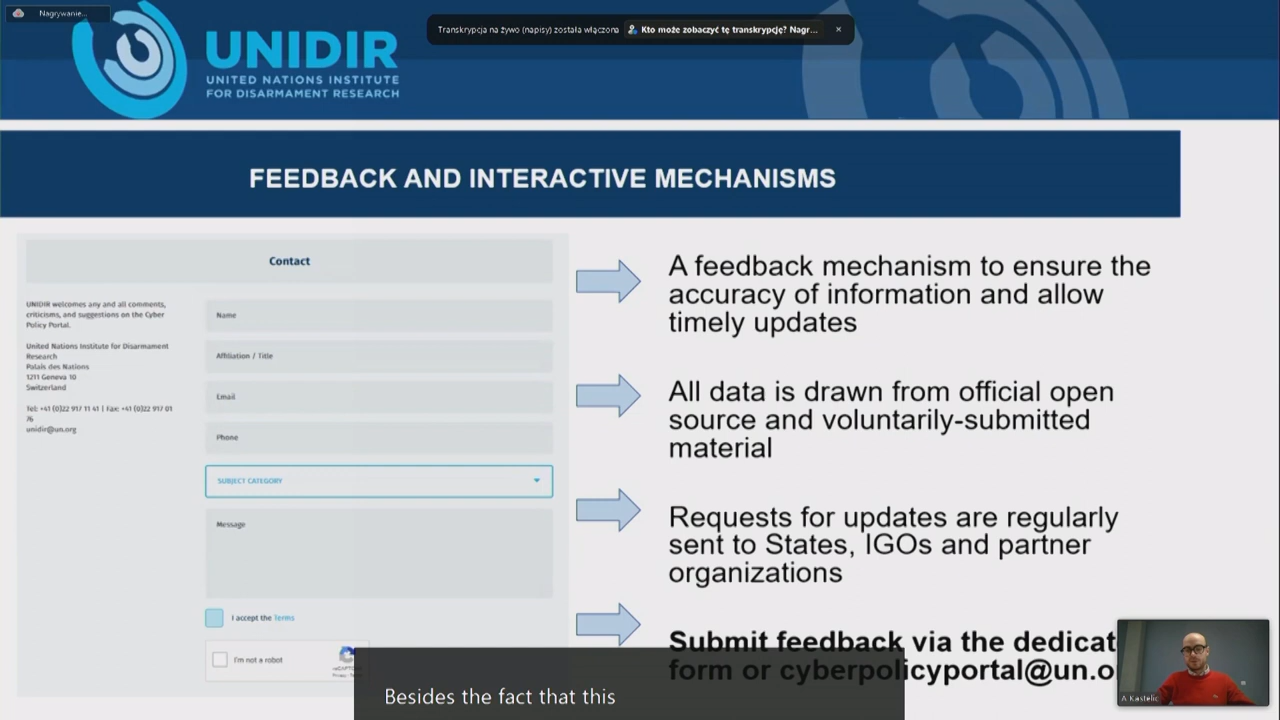 Nagrywanie...
Transkrypcja na żywo (napisy) została włączona Kto może zobaczyć tę transkrypcję? Nagr...
UNIDIR
UNITED NATIONS INSTITUTE
FOR DISARMAMENT RESEARCH
FEEDBACK AND INTERACTIVE MECHANISMS
Contact
UNIDIR welcomes any and all comments,
criticisms, and suggestions on the Cyber
Policy Portal.
United Nations Institute for Disarmament
Research
Palais des Nations
1211 Geneva 10
Switzerland
Tel: +41 (0)22 917 11 41 | Fax: +41 (0)22 917 01
76
unidir@un.org
Name
Affiliation / Title
Email
Phone
SUBJECT CATEGORY
Message
I accept the Terms
I'm not a robot
reCAPTCHA
A feedback mechanism to ensure the
accuracy of information and allow
timely updates
All data is drawn from official open
source and voluntarily-submitted
material
Requests for updates are regularly
sent to States, IGOs and partner
organizations
Submit feedback via the dedicat
form or cyberpolicyportal@un.o
Besides the fact that this
A Kastelic